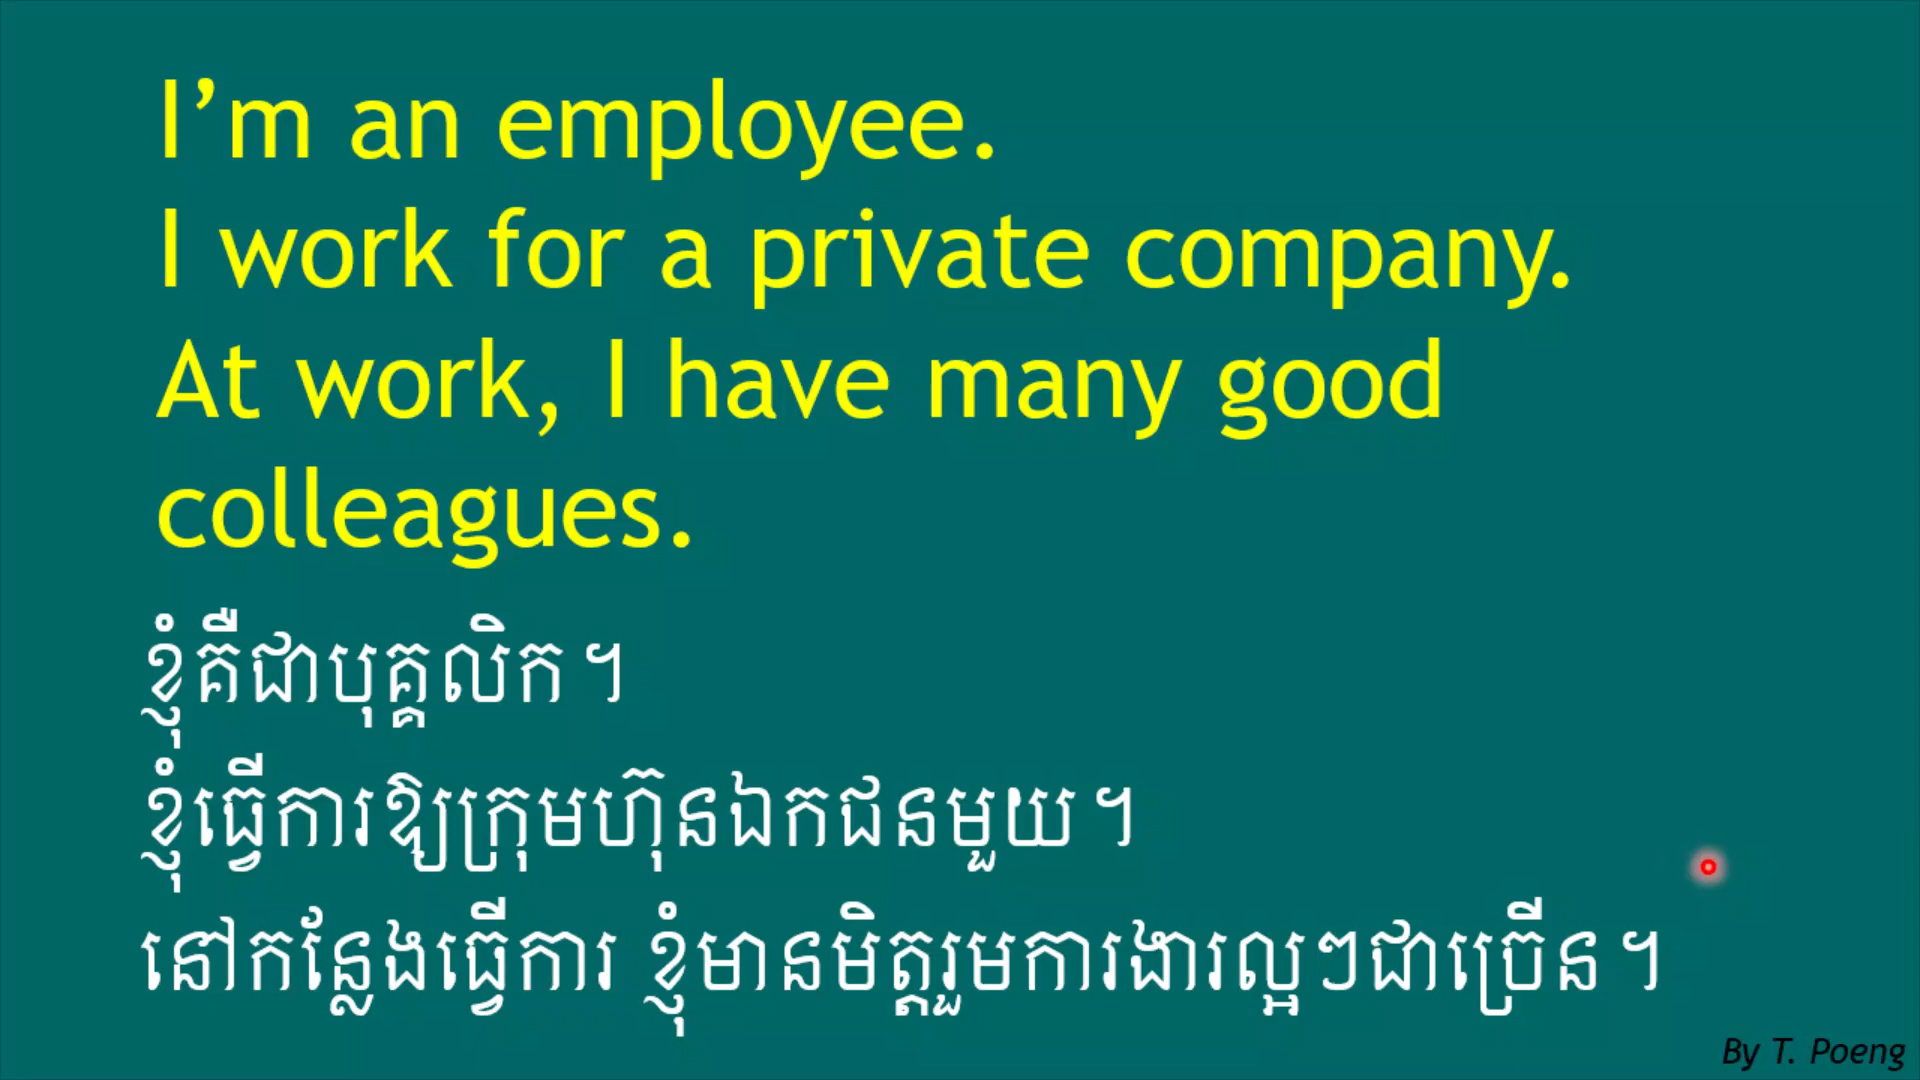 I’m an employee.
I work for a private company.
At work, I have many good
colleagues.
ខ្ញុំគឺជាបុគ្គលិក។
ខ្ញុំធ្វើការឱ្យក្រុមហ៊ុនឯកជនមួយ។
នៅកន្លែងធ្វើការ ខ្ញុំមានមិត្តរួមការងារល្អៗជាច្រើន។
By T. Poeng